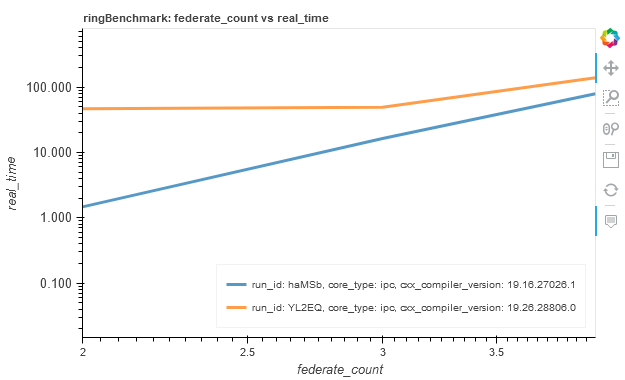 ringBenchmark: federate_count vs real_time
real_time
100.000
10.000
1.000
0.100
run_id: haMSb, core_type: ipc, cxx_compiler_version: 19.16.27026.1
run_id: YL2EQ, core_type: ipc, cxx_compiler_version: 19.26.28806.0
2
2.5
3
3.5
federate_count